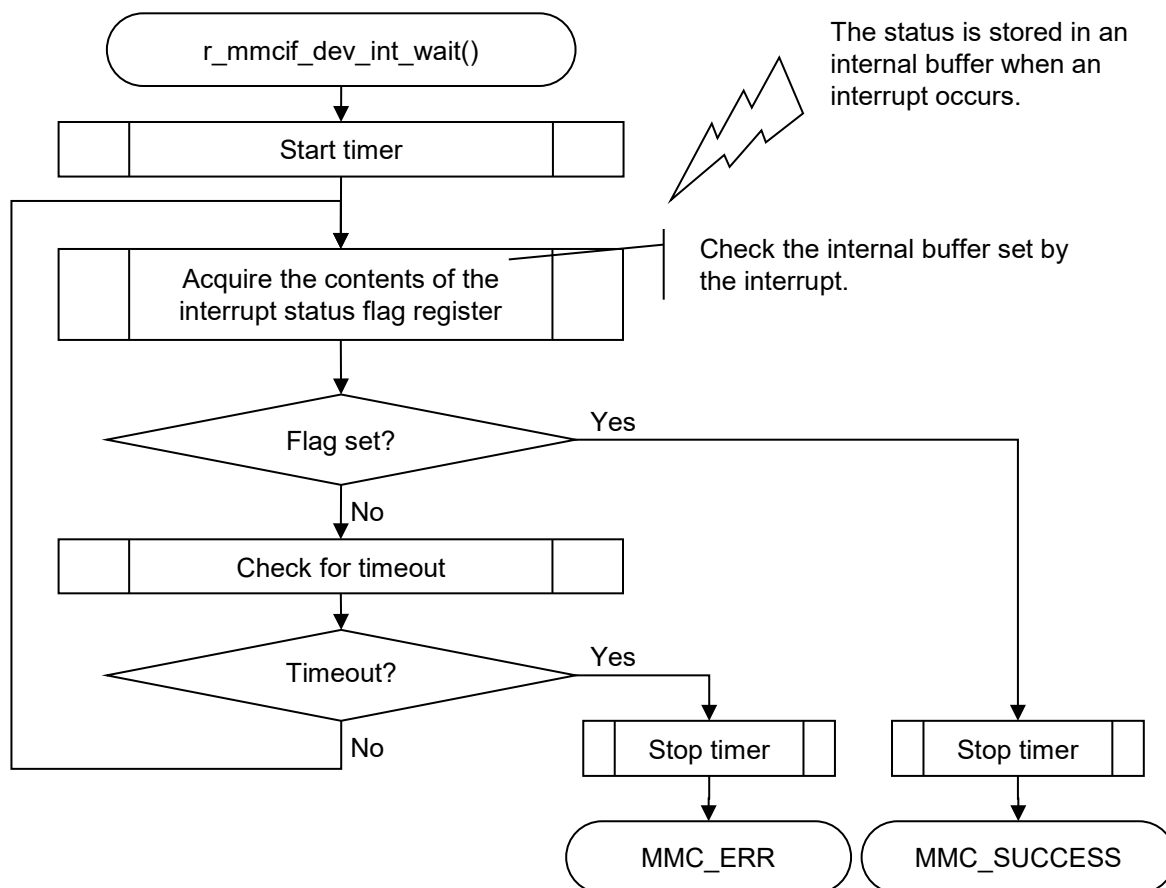 r_mmcif_dev_int_wait()
The status is stored in an
internal buffer when an
interrupt occurs.
Start timer
Acquire the contents of the
interrupt status flag register
Check the internal buffer set by
the interrupt.
Flag set?
Yes
No
Check for timeout
Timeout?
Yes
No
Stop timer
Stop timer
MMC_ERR
MMC_SUCCESS